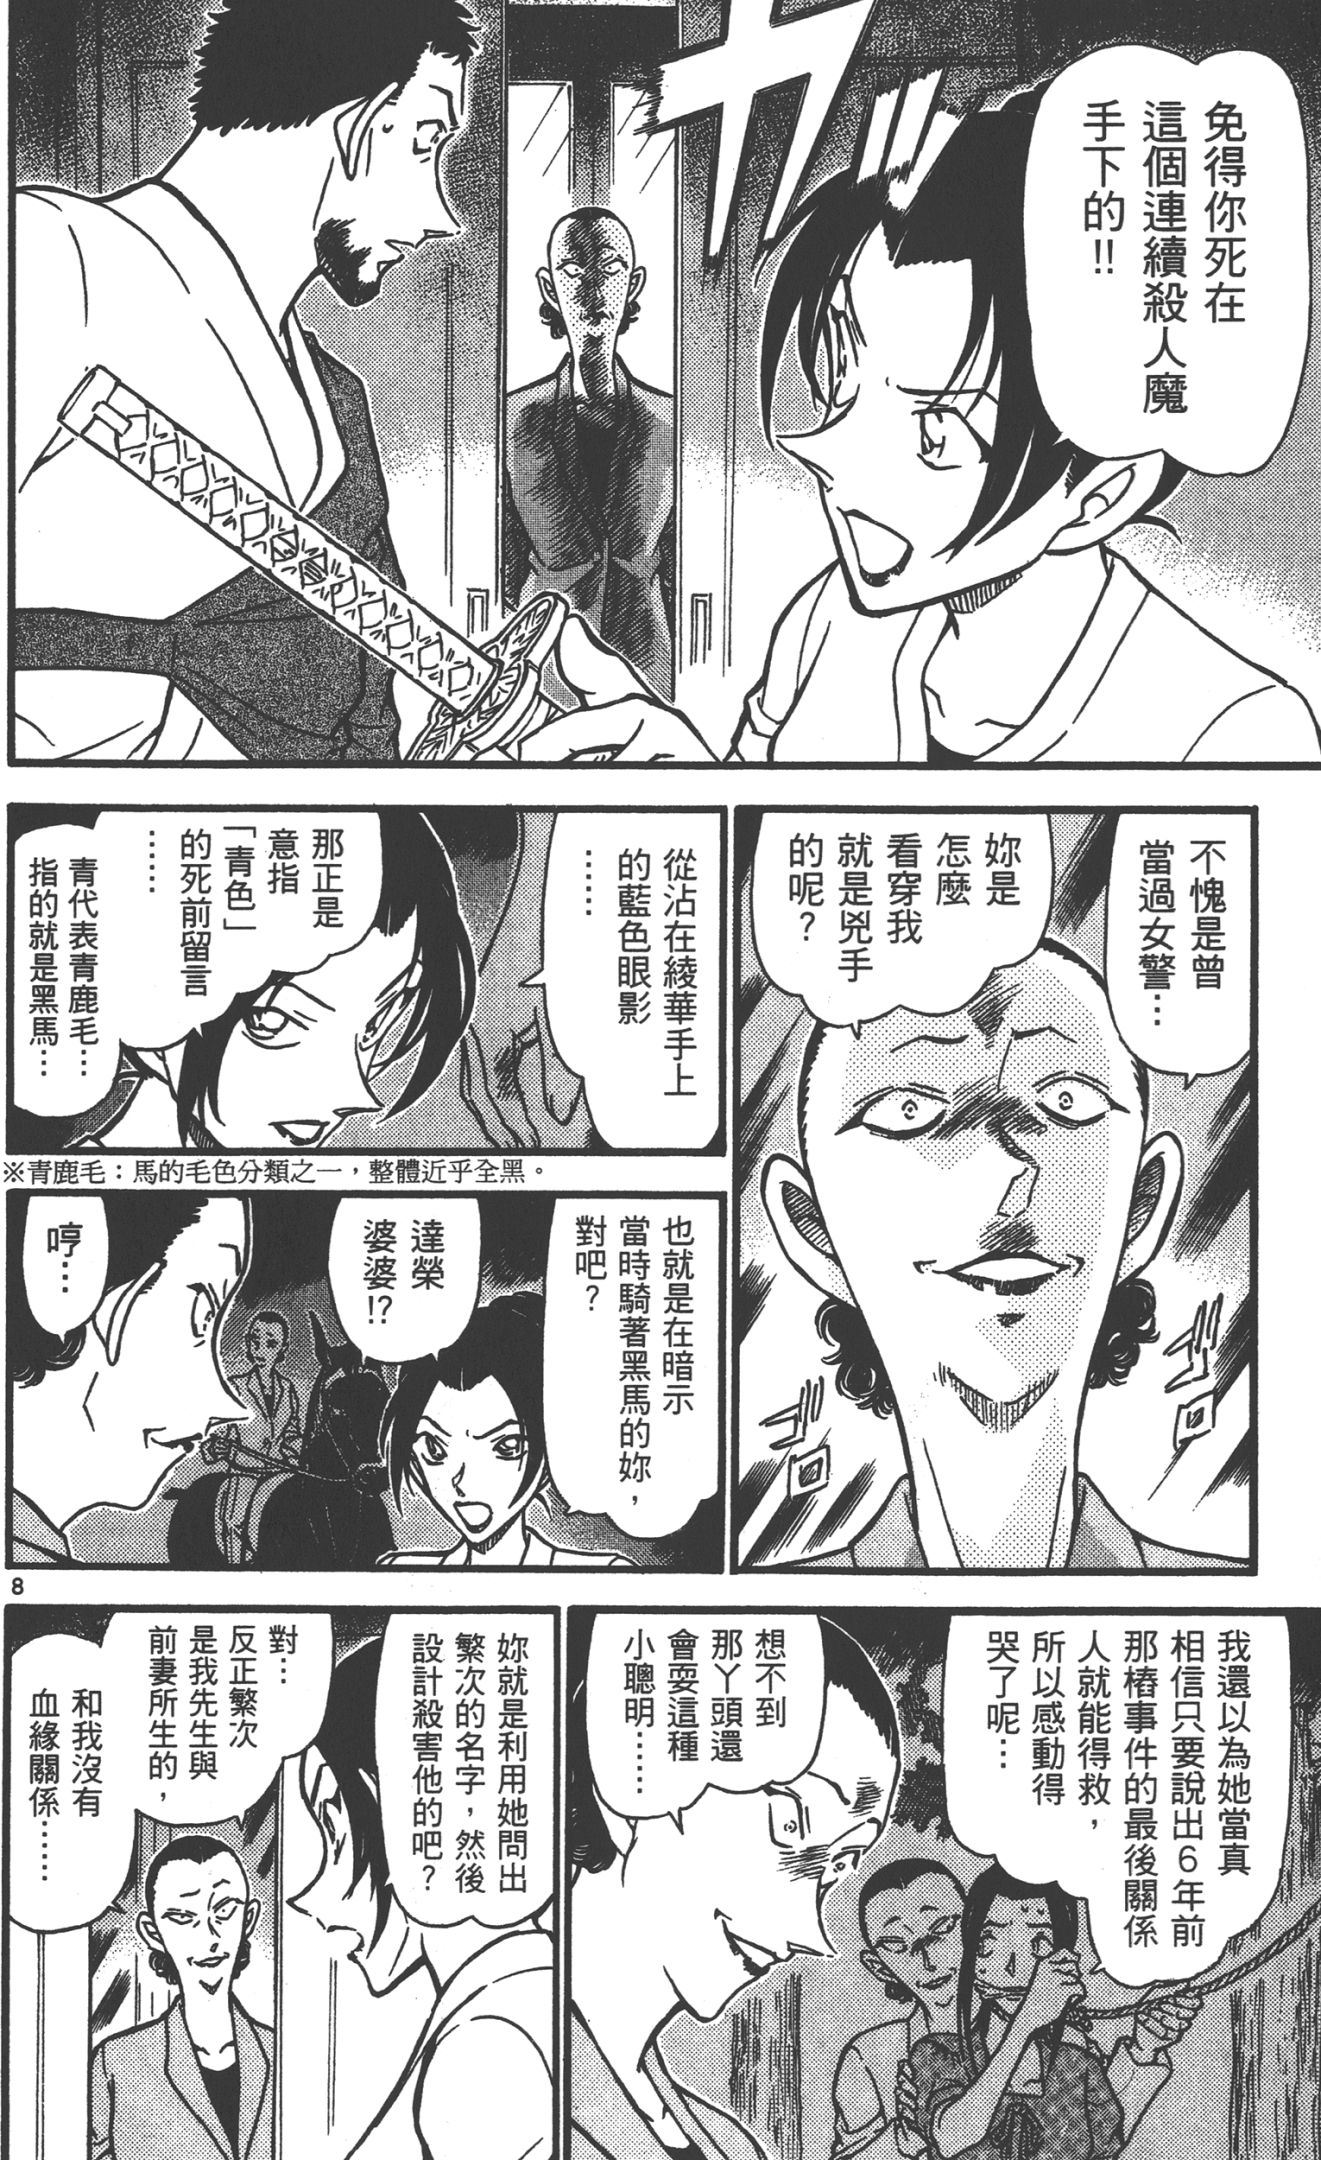 免得你死在
這個連續殺人魔
手下的!!
ガ
不愧是曾
當過女警…
妳是
怎麼
看穿我
就是兇手
的呢？
從沾在綾華手上
的藍色眼影
……
那正是
意指
「青色」
的死前留言
……
青代表青鹿毛…
指的就是黑馬…
※青鹿毛：馬的毛色分類之一，整體近乎全黑。
也就是在暗示
當時騎著黑馬的妳，
對吧？
達榮
婆婆!?
哼…
8
我還以為她當真
相信只要說出6年前
那樁事件的最後關係
人就能得救，
所以感動得
哭了呢…
想不到
那丫頭還
會耍這種
小聰明……
妳就是利用她問出
繁次的名字，然後
設計殺害他的吧？
對…
反正繁次
是我先生與
前妻所生的，
和我沒有
血緣關係……